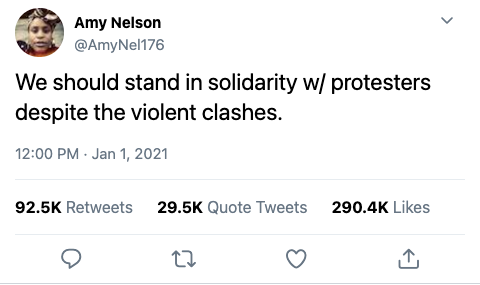 Amy Nelson
@AmyNel176
We should stand in solidarity w/ protesters
despite the violent clashes.
12:00 PM · Jan 1, 2021
92.5K Retweets 29.5K Quote Tweets 290.4K Likes